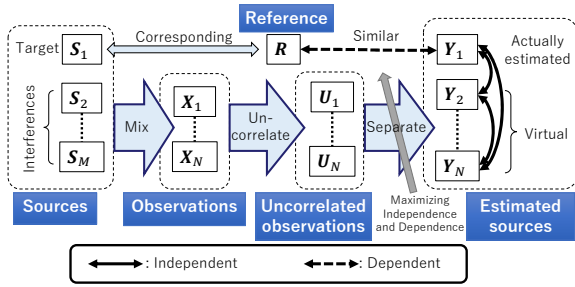 Reference
Target
S1
Corresponding
R
Similar
Y1
Actually
estimated
Interferences
S2
SM
Mix
X1
XN
Un-
correlate
U1
UN
Separate
Y2
YN
Virtual
Maximizing
Independence
and Dependence
Sources
Observations
Uncorrelated
observations
Estimated
sources
: Independent
: Dependent